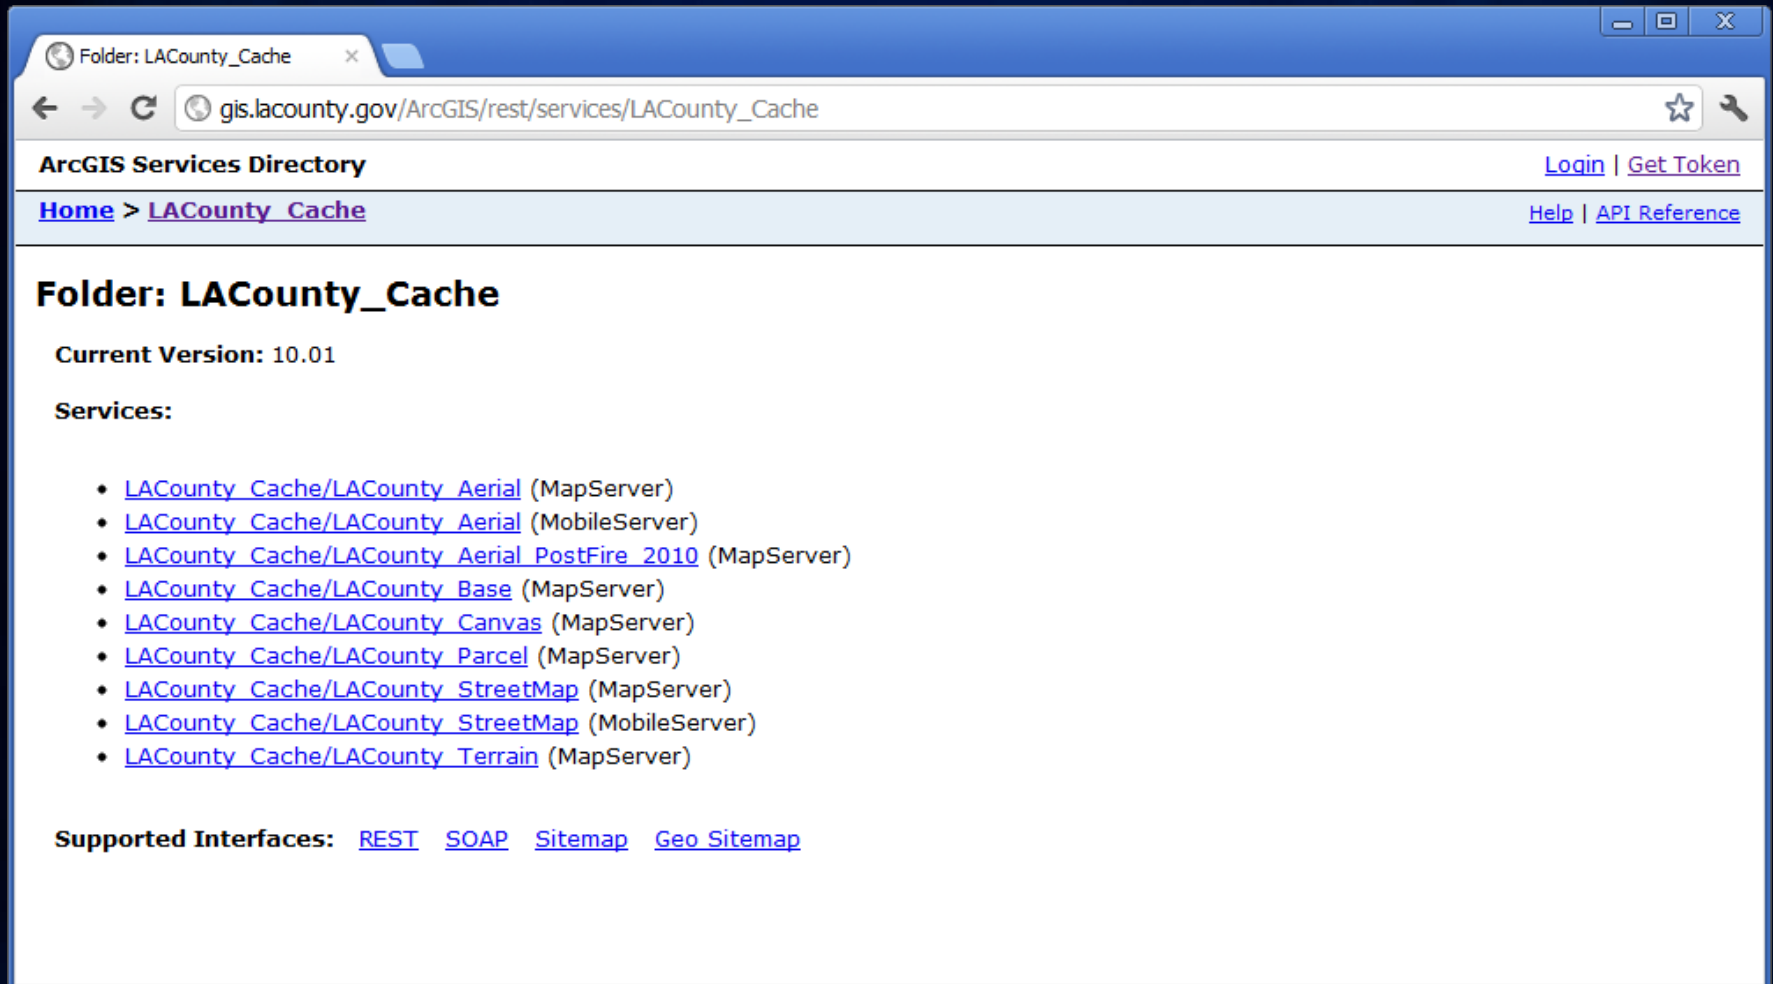 Folder: LACounty_Cache
gis.lacounty.gov/ArcGIS/rest/services/LACounty_Cache
ArcGIS Services Directory
Login | Get Token
Home > LACounty_Cache
Help | API Reference
Folder: LACounty_Cache
Current Version: 10.01
Services:
• LACounty_Cache/LACounty_Aerial (MapServer)
• LACounty_Cache/LACounty_Aerial (MobileServer)
• LACounty_Cache/LACounty_Aerial_PostFire_2010 (MapServer)
• LACounty_Cache/LACounty_Base (MapServer)
• LACounty_Cache/LACounty_Canvas (MapServer)
• LACounty_Cache/LACounty_Parcel (MapServer)
• LACounty_Cache/LACounty_StreetMap (MapServer)
• LACounty_Cache/LACounty_StreetMap (MobileServer)
• LACounty_Cache/LACounty_Terrain (MapServer)
Supported Interfaces: REST SOAP Sitemap Geo Sitemap